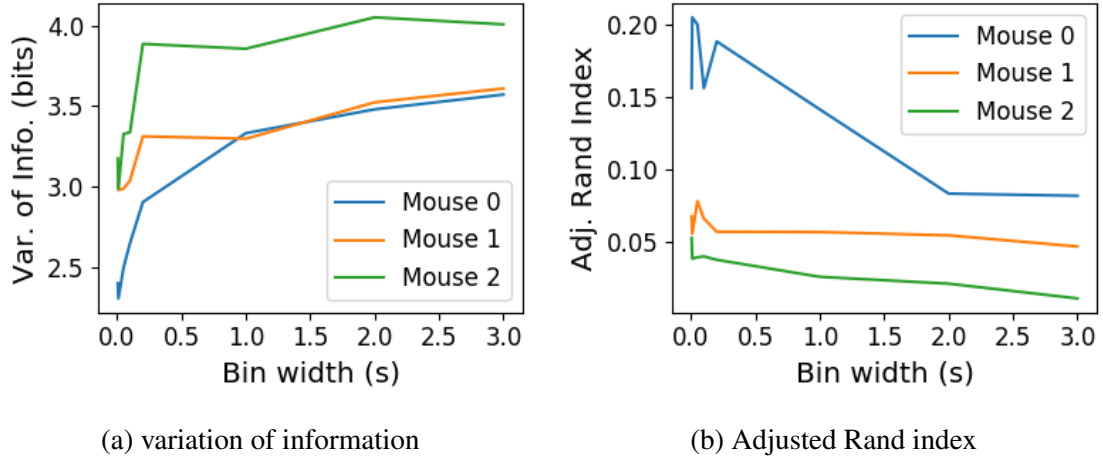 Var. of Info. (bits)
4.0
3.5
3.0
2.5
Mouse 0
Mouse 1
Mouse 2
0.0 0.5 1.0 1.5 2.0 2.5 3.0
Bin width (s)
(a) variation of information
Adj. Rand Index
0.20
0.15
0.10
0.05
Mouse 0
Mouse 1
Mouse 2
0.0 0.5 1.0 1.5 2.0 2.5 3.0
Bin width (s)
(b) Adjusted Rand index